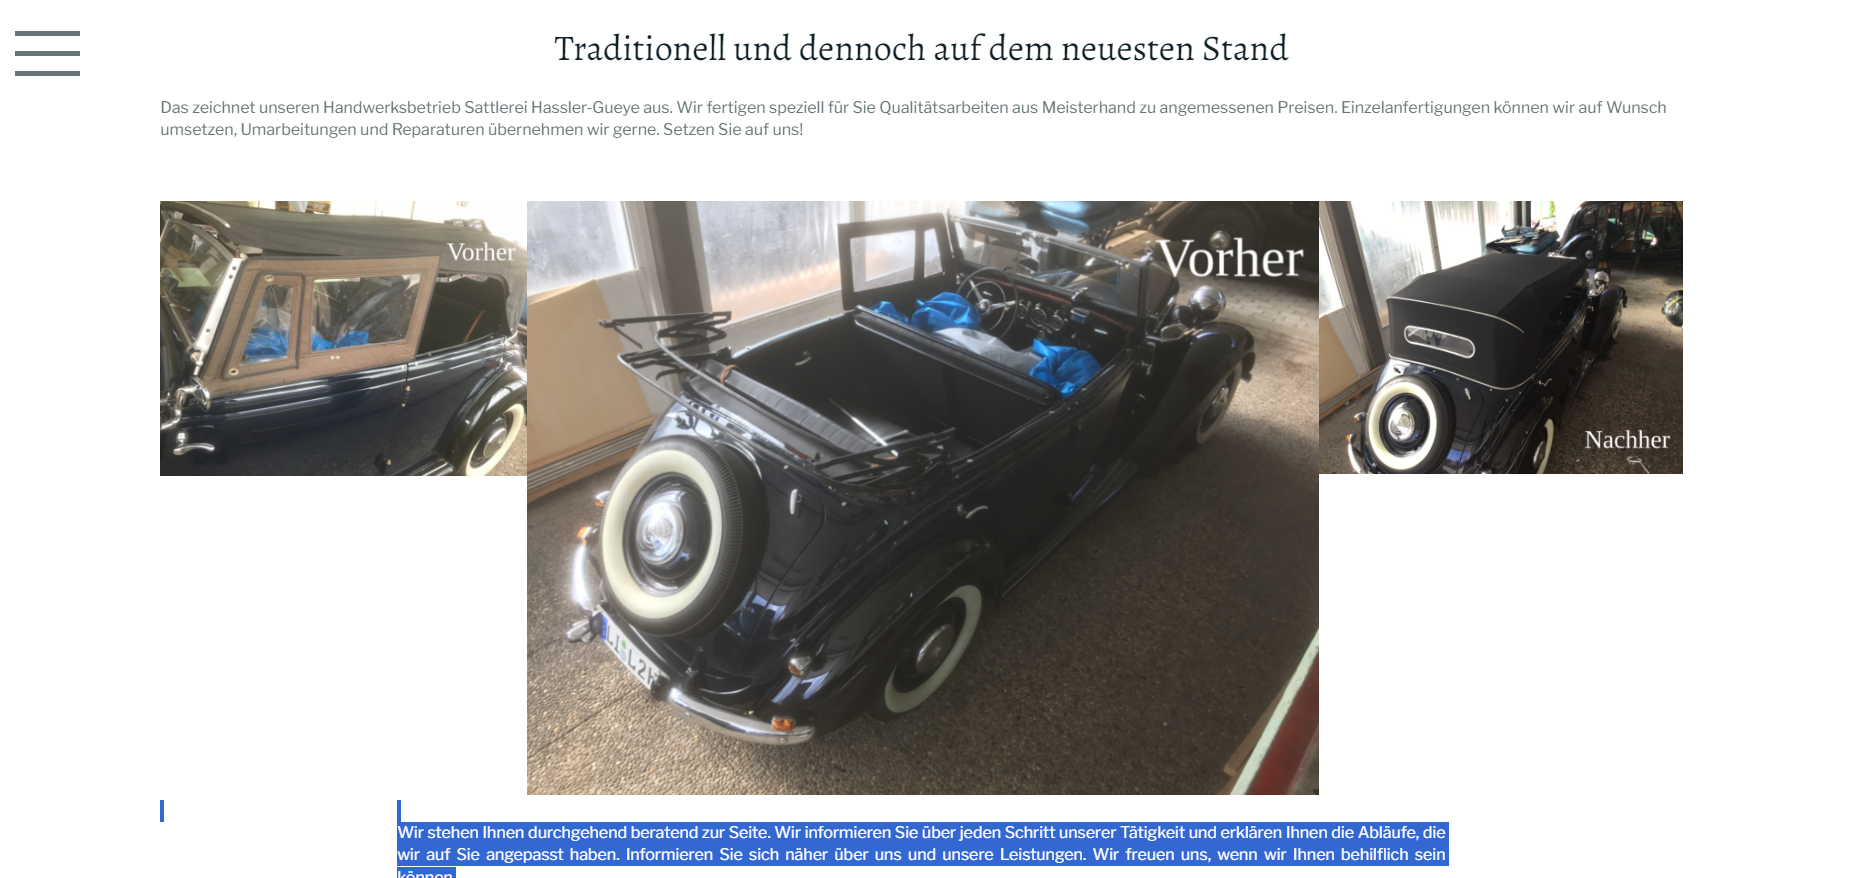 Traditionell und dennoch auf dem neuesten Stand
Das zeichnet unseren Handwerksbetrieb Sattlerei Hassler-Gueye aus. Wir fertigen speziell für Sie Qualitätsarbeiten aus Meisterhand zu angemessenen Preisen. Einzelanfertigungen können wir auf Wunsch
umsetzen, Umarbeitungen und Reparaturen übernehmen wir gerne. Setzen Sie auf uns!
Vorher
Vorher
Nachher
Wir stehen Ihnen durchgehend beratend zur Seite. Wir informieren Sie über jeden Schritt unserer Tätigkeit und erklären Ihnen die Abläufe, die
wir auf Sie angepasst haben. Informieren Sie sich näher über uns und unsere Leistungen. Wir freuen uns, wenn wir Ihnen behilflich sein
können.